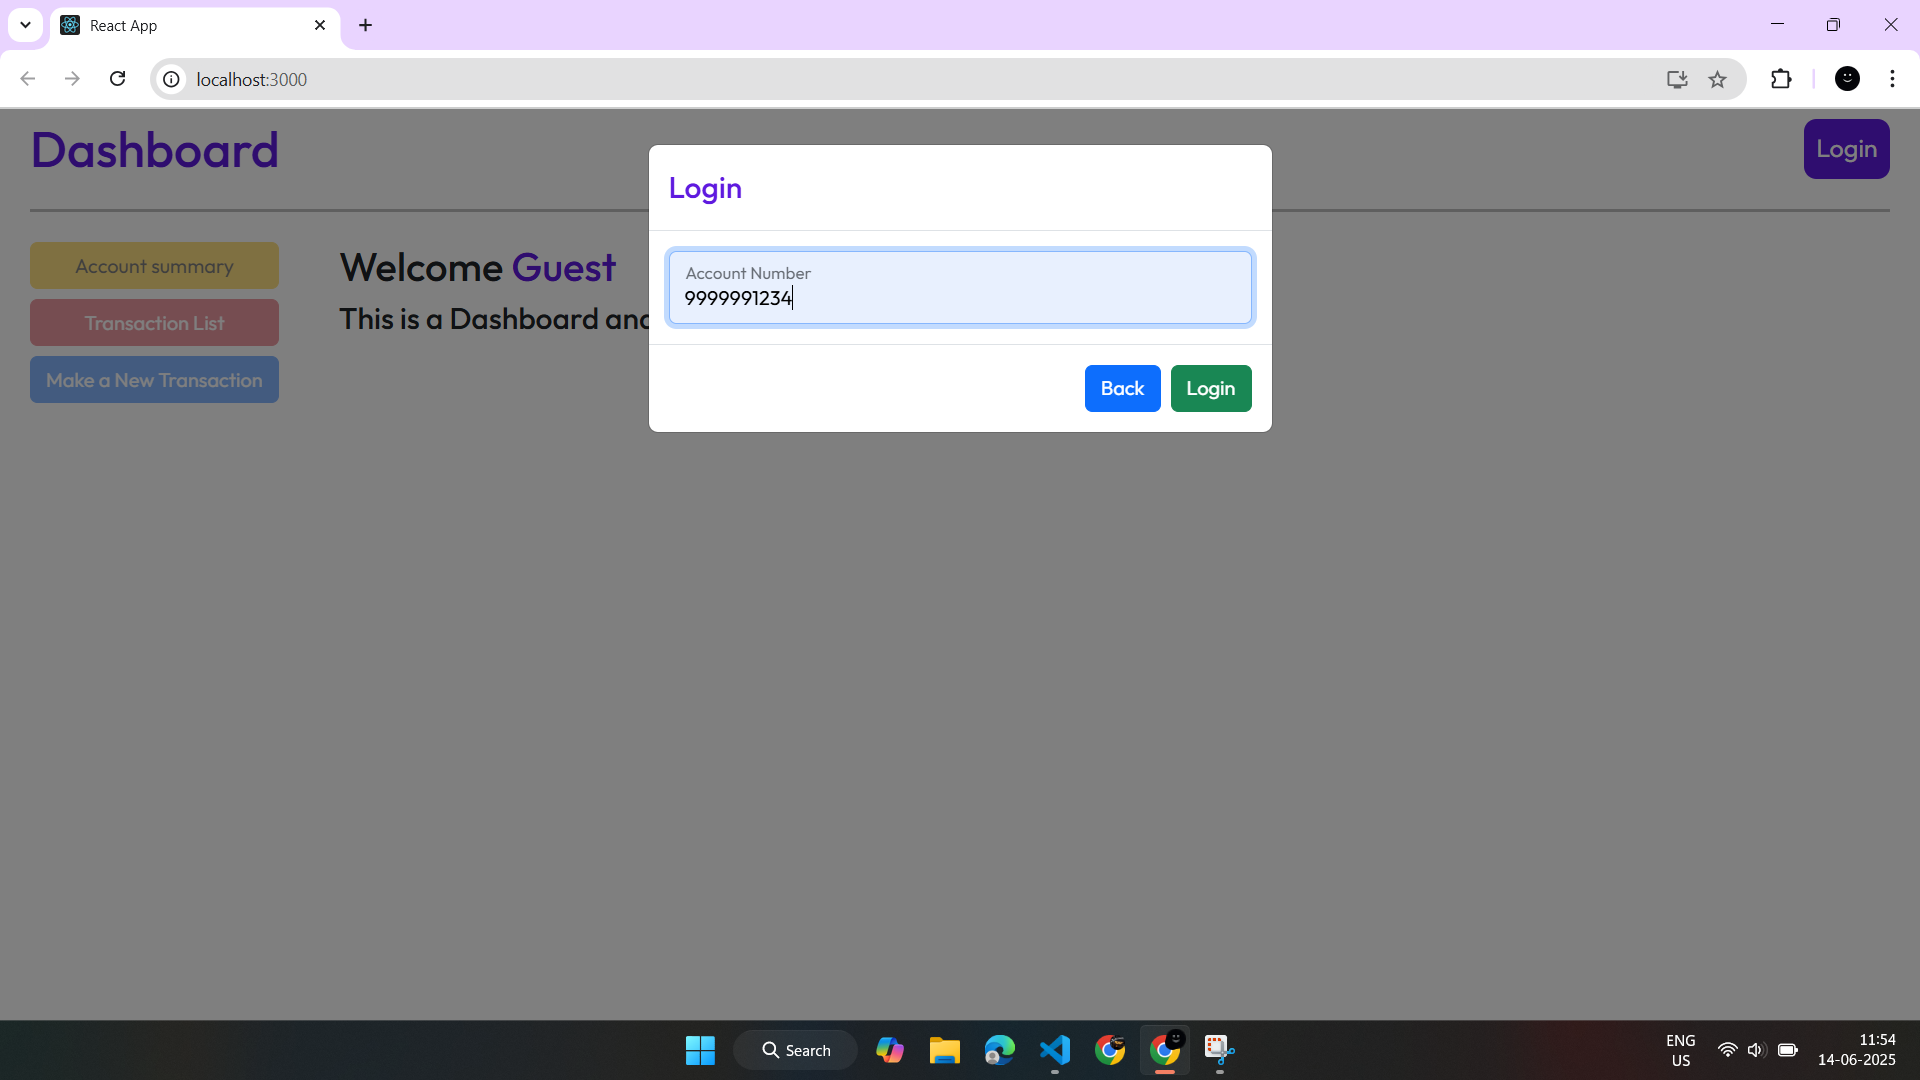 React App
localhost:3000
Dashboard
Login
Account summary
Transaction List
Make a New Transaction
Welcome Guest
This is a Dashboard and
Login
Account Number
9999991234
Back
Login
Search
ENG
US
11:54
14-06-2025